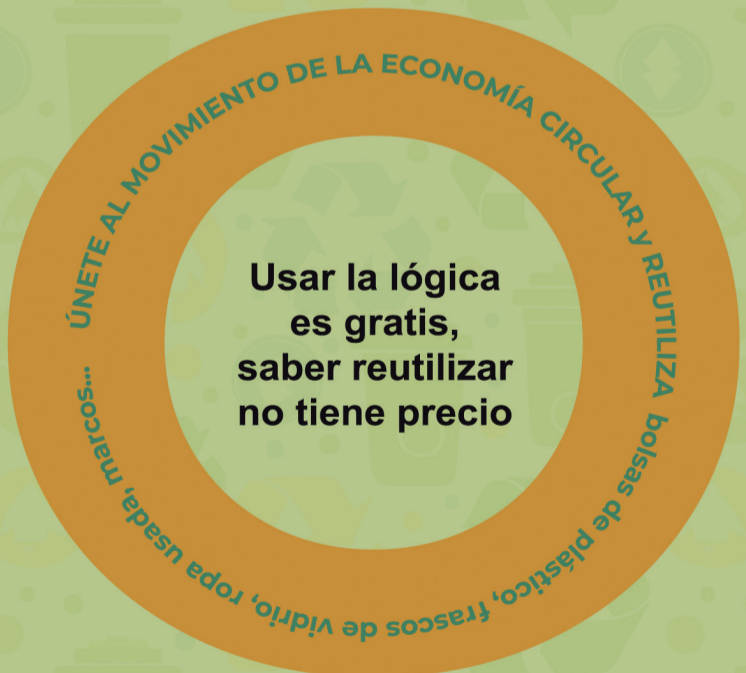 ÚNETE AL MOVIMIENTO DE LA ECONOMÍA CIRCULAR y REUTILIZA bolsas de plástico, frascos de vidrio, ropa usada, marcos...
Usar la lógica
es gratis,
saber reutilizar
no tiene precio